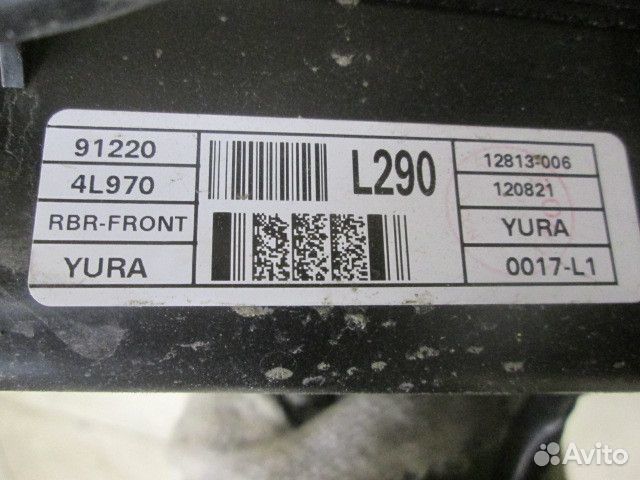 91220
4L970
RBR-FRONT
YURA
L290
12813-006
120821
YURA
0017-L1
Avito